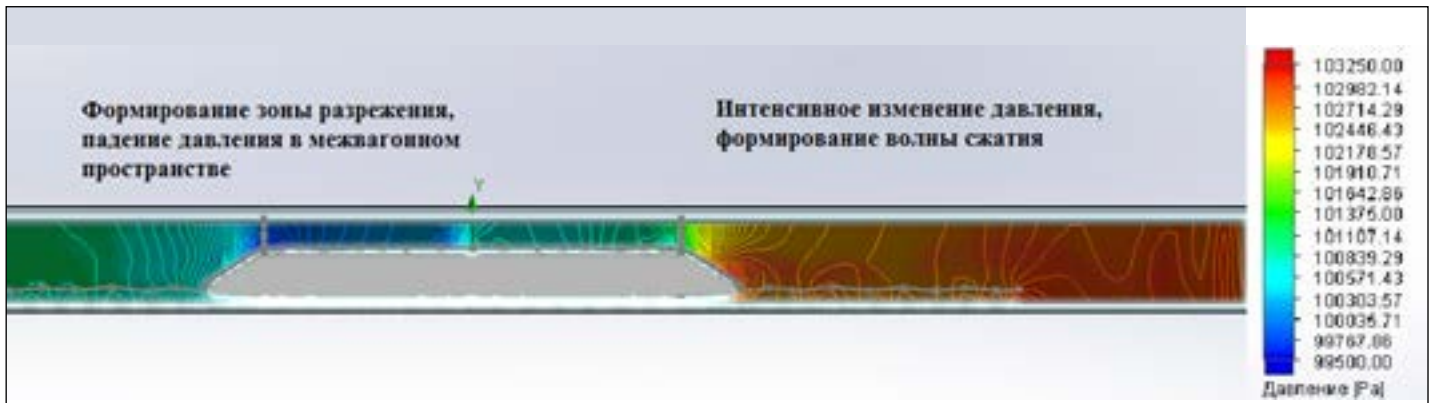 Формирование зоны разрежения,
падение давления в межвагонном
пространстве
Интенсивное изменение давления,
формирование волны сжатия
Y
103250.00
102982.14
102714.29
102446.43
102178.57
101910.71
101642.86
101375.00
101107.14
100839.29
100571.43
100303.57
100035.71
99767.86
99500.00
Давление [Pa]